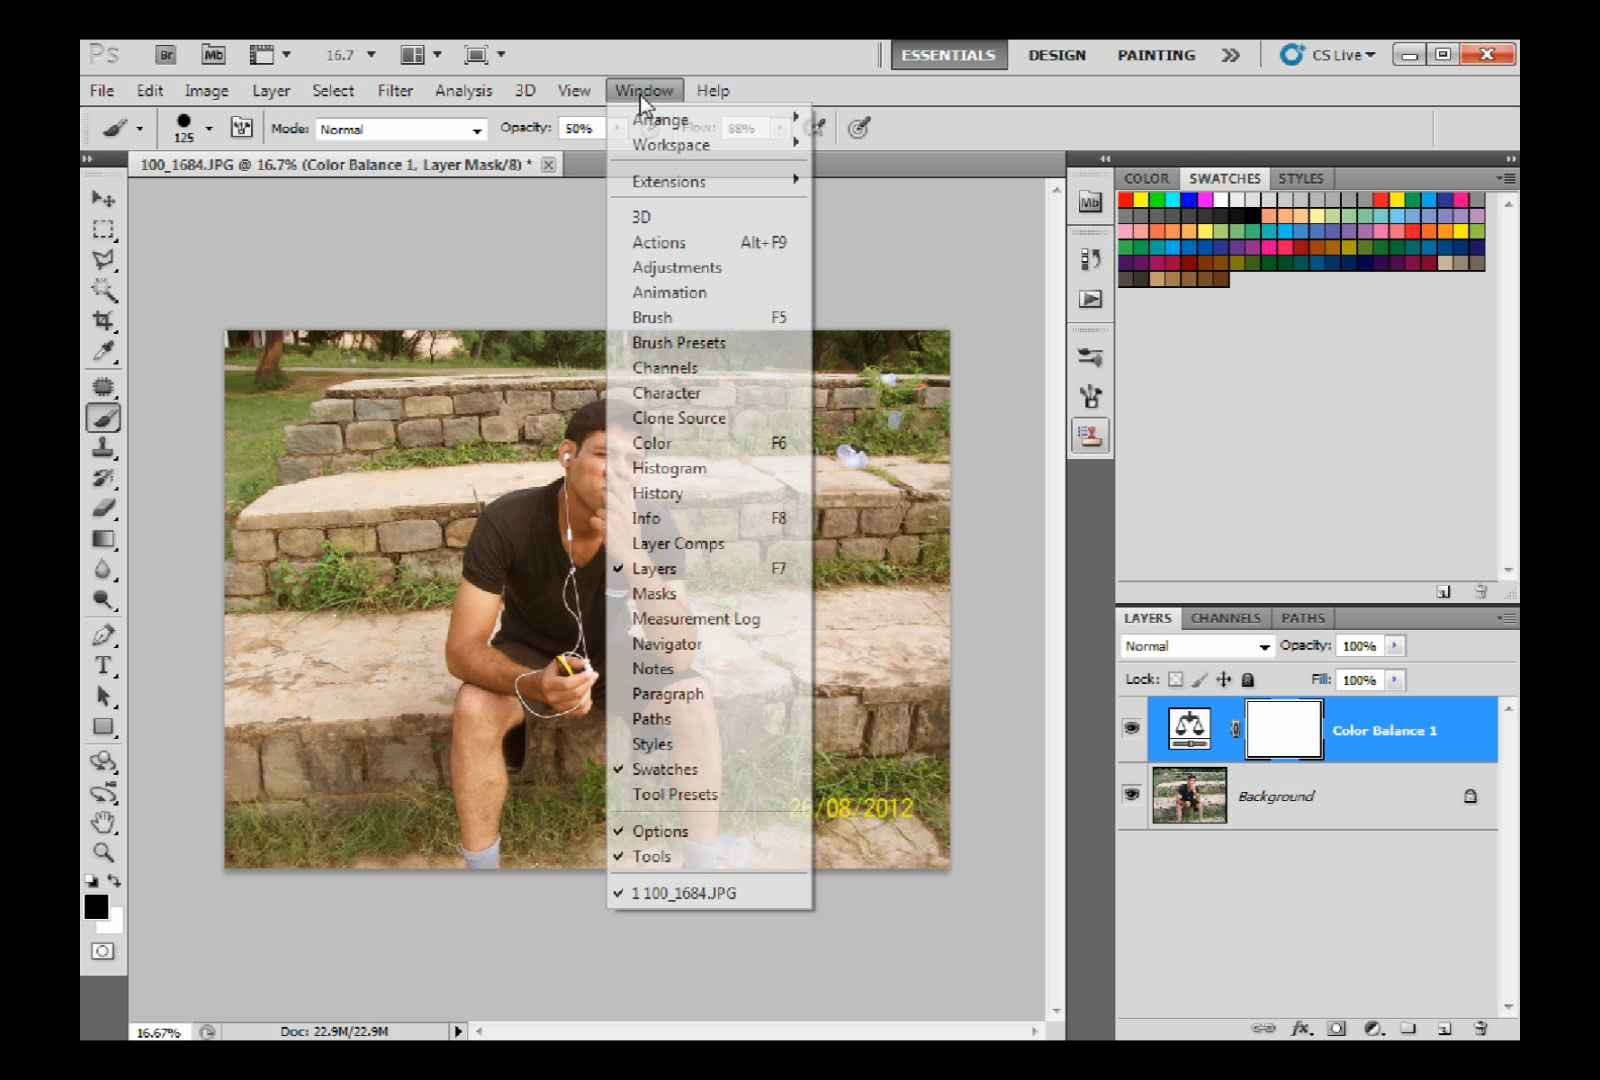 Ps Br Mb 16.7 ESSENTIALS DESIGN PAINTING CS Live
File Edit Image Layer Select Filter Analysis 3D View Window Help
125 Mode: Normal Opacity: 50% Flow: 88%
100_1684.JPG @ 16.7% (Color Balance 1, Layer Mask/8) *
Arrange
Workspace
Extensions
3D
Actions Alt+F9
Adjustments
Animation
Brush F5
Brush Presets
Channels
Character
Clone Source
Color F6
Histogram
History
Info F8
Layer Comps
Layers F7
Masks
Measurement Log
Navigator
Notes
Paragraph
Paths
Styles
Swatches
Tool Presets
Options
Tools
1 100_1684.JPG
26/08/2012
Mb
COLOR SWATCHES STYLES
LAYERS CHANNELS PATHS
Normal Opacity: 100%
Lock: Fill: 100%
Color Balance 1
Background
T
fx
16.67% Doc: 22.9M/22.9M